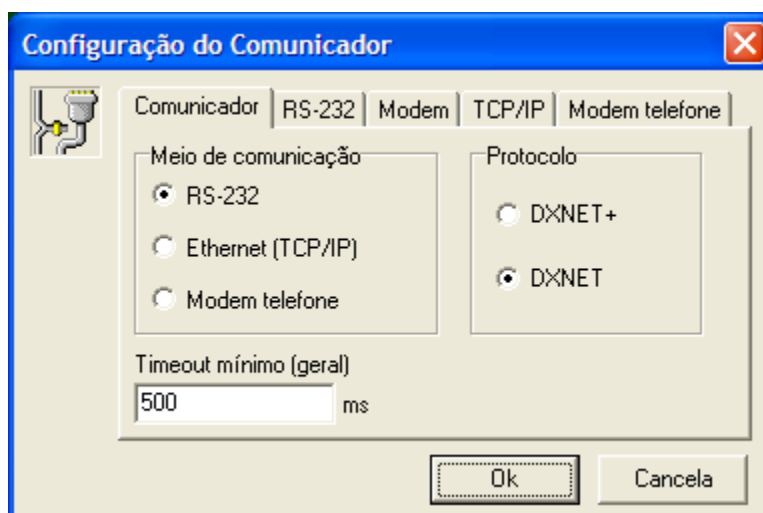 Configuração do Comunicador
Comunicador RS-232 Modem TCP/IP Modem telefone
Meio de comunicação
RS-232
Ethernet (TCP/IP)
Modem telefone
Protocolo
DXNET+
DXNET
Timeout mínimo (geral)
500 ms
Ok Cancela